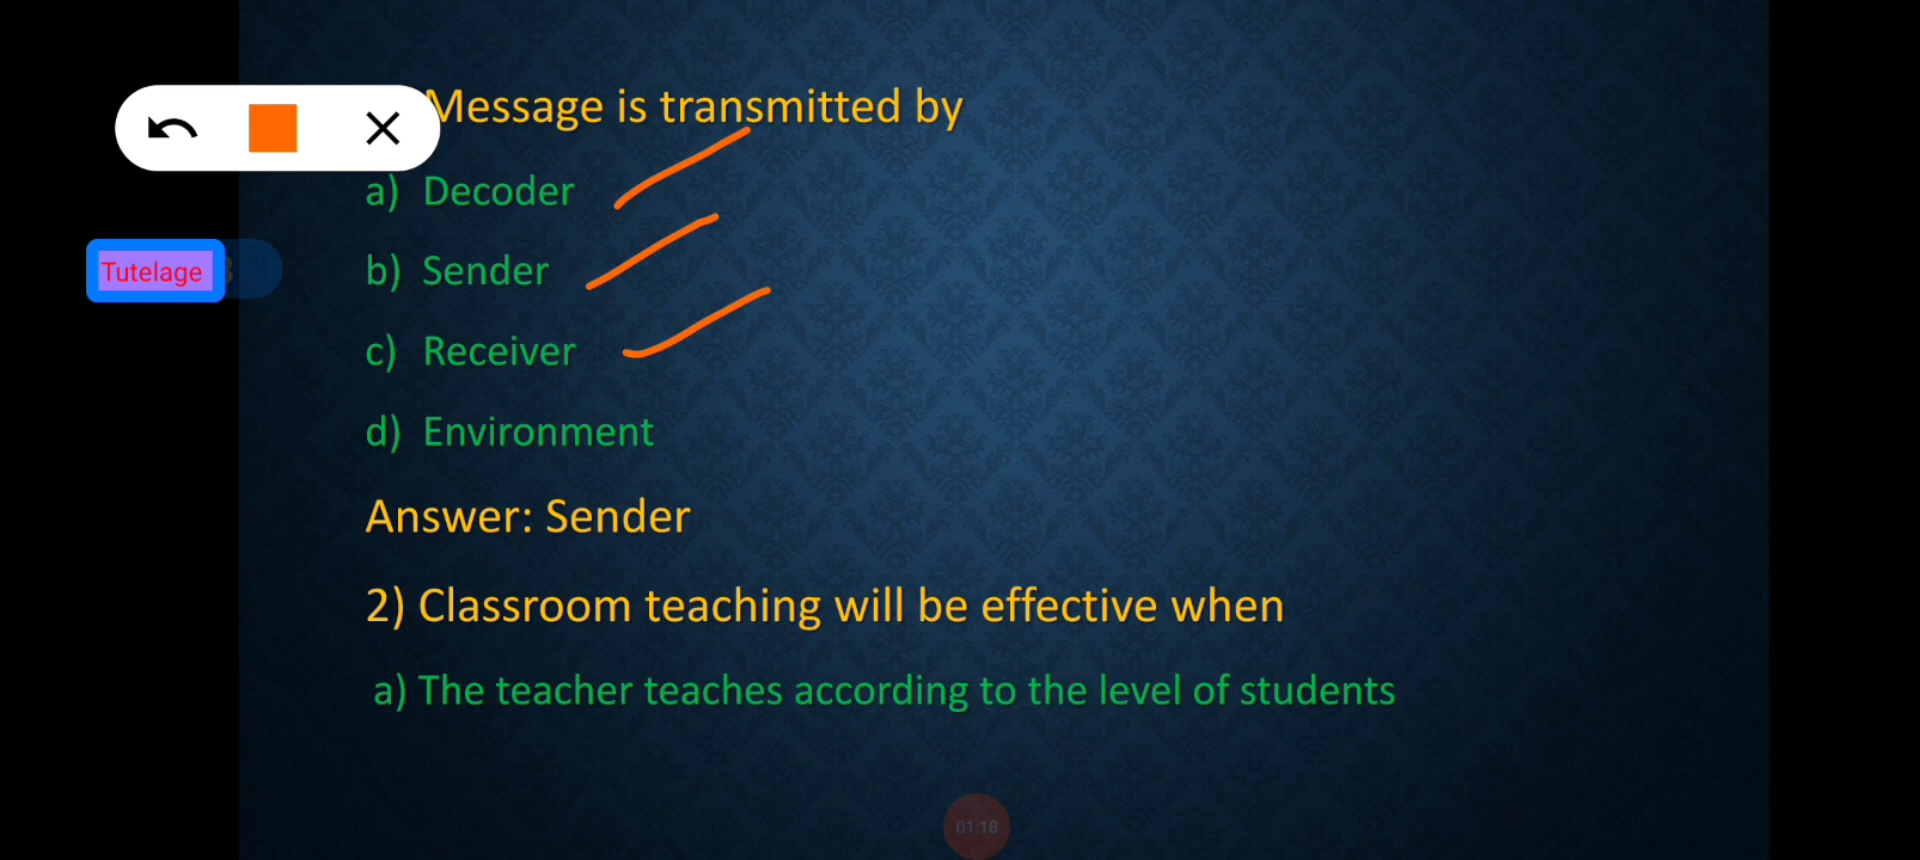 Message is transmitted by
a) Decoder
Tutelage
b) Sender
c) Receiver
d) Environment
Answer: Sender
2) Classroom teaching will be effective when
a) The teacher teaches according to the level of students
01:18